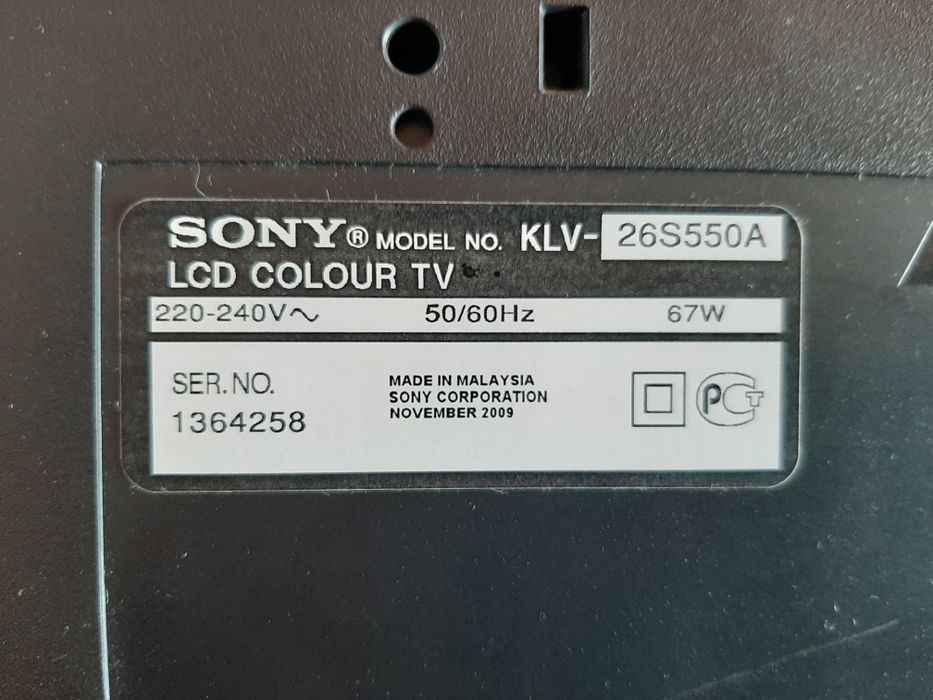 SONY® MODEL NO. KLV-26S550A
LCD COLOUR TV
220-240V~ 50/60Hz 67W
SER.NO.
1364258
MADE IN MALAYSIA
SONY CORPORATION
NOVEMBER 2009
PCT